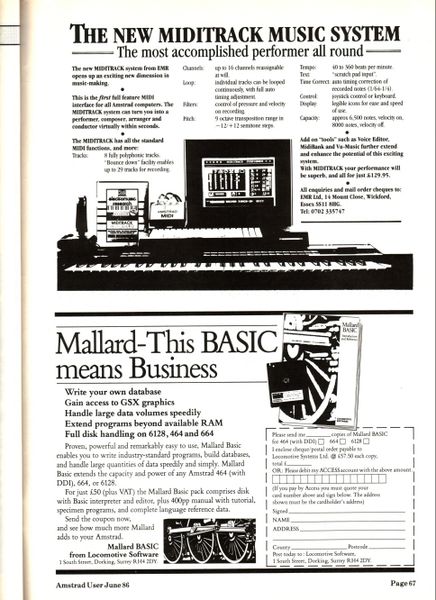 THE NEW MIDITRACK MUSIC SYSTEM
The most accomplished performer all round
The new MIDITRACK system from EMR
opens up an exciting new dimension in
music-making.
This is the first full feature MIDI
interface for all Amstrad computers. The
MIDITRACK system can turn you into a
performer, composer, arranger and
conductor virtually within seconds.
The MIDITRACK has all the standard
MIDI functions, and more:
Tracks: 8 fully polyphonic tracks.
"Bounce down" facility enables
up to 29 tracks for recording.
Channels: up to 16 channels reassignable
at will.
Loop: individual tracks can be looped
continuously, with full auto
timing adjustment.
Filters: control of pressure and velocity
on recording.
Pitch: 9 octave transposition range in
-12/+12 semitone steps.
Tempo: 40 to 360 beats per minute.
Text: "scratch pad input".
Time Correct: auto timing correction of
recorded notes (1/64-1/4)
Control: joystick control or keyboard.
Display: legible icons for ease and speed
of use.
Capacity: approx 6,500 notes, velocity on,
8000 notes, velocity off.
Add on "tools" such as Voice Editor,
MidiBank and Vu-Music further extend
and enhance the potential of this exciting
system.
With MIDITRACK your performance will
be superb, and all for just £129.95.
All enquiries and mail order cheques to:
EMR Ltd, 14 Mount Close, Wickford,
Essex SS11 8HG.
Tel: 0702 335747
electromusic
research
MIDITRACK
AMSTRAD
MIDI
MIDITRACK PERFORMER
Mallard-This BASIC
means Business
Write your own database
Gain access to GSX graphics
Handle large data volumes speedily
Extend programs beyond available RAM
Full disk handling on 6128, 464 and 664
Proven, powerful and remarkably easy to use, Mallard Basic
enables you to write industry-standard programs, build databases,
and handle large quantities of data speedily and simply. Mallard
Basic extends the capacity and power of any Amstrad 464 (with
DDI), 664, or 6128.
For just £50 (plus VAT) the Mallard Basic pack comprises disk
with Basic interpreter and editor, plus 400pp manual with tutorial,
specimen programs, and complete language reference data.
Send the coupon now,
and see how much more Mallard
adds to your Amstrad.
Mallard BASIC
from Locomotive Software
1 South Street, Dorking, Surrey RH4 2DY.
Mallard
BASIC
Please send me copies of Mallard BASIC
for 464 (with DDI) 664 6128
I enclose cheque/postal order payable to
Locomotive Systems Ltd. @ £57.50 each copy,
total £
OR: Please debit my ACCESS account with the above amount
(If you pay by Access you must quote your
card number above and sign below. The address
shown must be the cardholder's address)
Signed
NAME
ADDRESS
County Postcode
Post today to: Locomotive Software,
1 South Street, Dorking, Surrey RH4 2DY.
Amstrad User June 86
Page 67